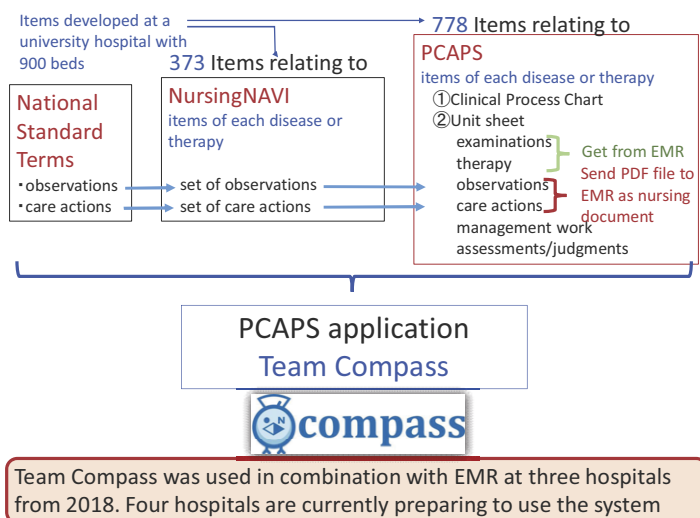 Items developed at a
university hospital with
900 beds
778 Items relating to
373 Items relating to
National
Standard
Terms
・observations
・care actions
NursingNAVI
items of each disease or
therapy
set of observations
set of care actions
PCAPS
items of each disease or therapy
①Clinical Process Chart
②Unit sheet
examinations
therapy
observations
care actions
management work
assessments/judgments
Get from EMR
Send PDF file to
EMR as nursing
document
PCAPS application
Team Compass
N
compass
Team Compass was used in combination with EMR at three hospitals
from 2018. Four hospitals are currently preparing to use the system